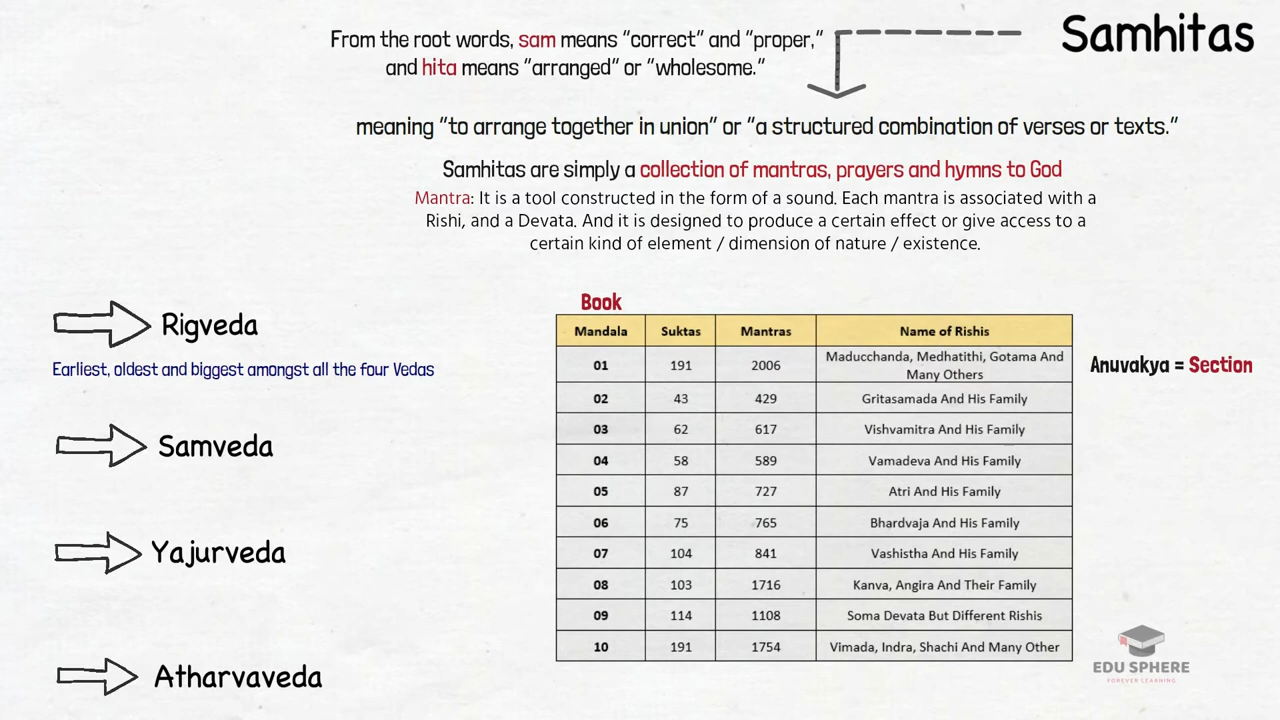 Samhitas
From the root words, sam means "correct" and "proper,"
and hita means "arranged" or "wholesome."
meaning "to arrange together in union" or "a structured combination of verses or texts."
Samhitas are simply a collection of mantras, prayers and hymns to God
Mantra: It is a tool constructed in the form of a sound. Each mantra is associated with a
Rishi, and a Devata. And it is designed to produce a certain effect or give access to a
certain kind of element / dimension of nature / existence.
Rigveda
Earliest, oldest and biggest amongst all the four Vedas
Samveda
Yajurveda
Atharvaveda
Book
Mandala Suktas Mantras Name of Rishis
01 191 2006 Maducchanda, Medhatithi, Gotama And
Many Others
02 43 429 Gritasamada And His Family
03 62 617 Vishvamitra And His Family
04 58 589 Vamadeva And His Family
05 87 727 Atri And His Family
06 75 765 Bhardvaja And His Family
07 104 841 Vashistha And His Family
08 103 1716 Kanva, Angira And Their Family
09 114 1108 Soma Devata But Different Rishis
10 191 1754 Vimada, Indra, Shachi And Many Other
Anuvakya = Section
EDU SPHERE
FOREVER LEARNING